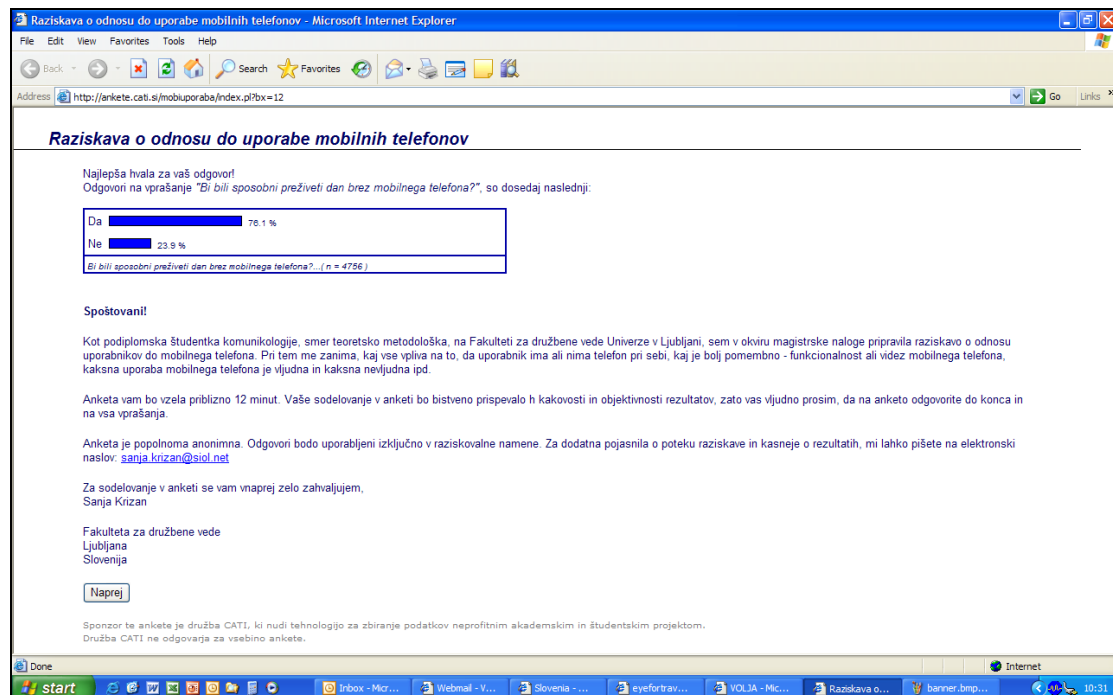 Raziskava o odnosu do uporabe mobilnih telefonov - Microsoft Internet Explorer
File Edit View Favorites Tools Help
Back Search Favorites
Address http://ankete.cati.si/mobiuporaba/index.pl?bx=12 Go Links »
Raziskava o odnosu do uporabe mobilnih telefonov
Najlepša hvala za vaš odgovor!
Odgovori na vprašanje "Bi bili sposobni preživeti dan brez mobilnega telefona?", so dosedaj naslednji:
Da 76.1 %
Ne 23.9 %
Bi bili sposobni preživeti dan brez mobilnega telefona?...( n = 4756 )
Spoštovani!
Kot podiplomska študentka komunikologije, smer teoretsko metodološka, na Fakulteti za družbene vede Univerze v Ljubljani, sem v okviru magistrske naloge pripravila raziskavo o odnosu
uporabnikov do mobilnega telefona. Pri tem me zanima, kaj vse vpliva na to, da uporabnik ima ali nima telefon pri sebi, kaj je bolj pomembno - funkcionalnost ali videz mobilnega telefona,
kaksna uporaba mobilnega telefona je vljudna in kaksna nevljudna ipd.
Anketa vam bo vzela priblizno 12 minut. Vaše sodelovanje v anketi bo bistveno prispevalo h kakovosti in objektivnosti rezultatov, zato vas vljudno prosim, da na anketo odgovorite do konca in
na vsa vprašanja.
Anketa je popolnoma anonimna. Odgovori bodo uporabljeni izključno v raziskovalne namene. Za dodatna pojasnila o poteku raziskave in kasneje o rezultatih, mi lahko pišete na elektronski
naslov: sanja.krizan@siol.net
Za sodelovanje v anketi se vam vnaprej zelo zahvaljujem,
Sanja Krizan
Fakulteta za družbene vede
Ljubljana
Slovenija
Naprej
Sponzor te ankete je družba CATI, ki nudi tehnologijo za zbiranje podatkov neprofitnim akademskim in študentskim projektom.
Družba CATI ne odgovarja za vsebino ankete.
Done Internet
start Inbox - Micr... Webmail - V... Slovenia - ... eyefortrav... VOLJA - Mic... Raziskava o... banner.bmp... 10:31